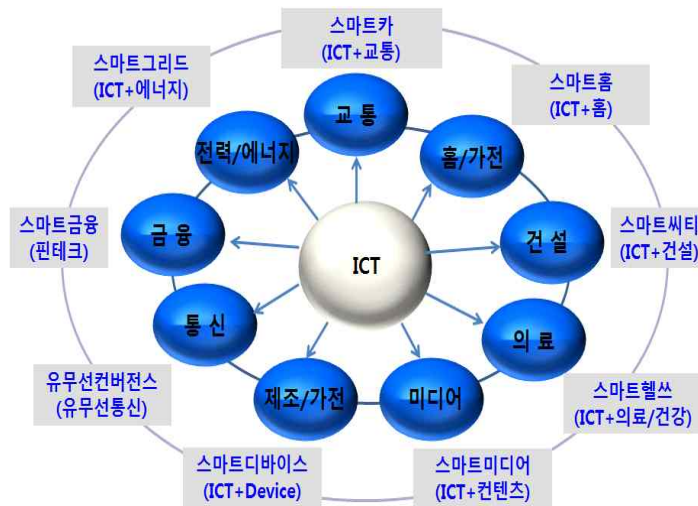 스마트카
(ICT+교통)
스마트그리드
(ICT+에너지)
스마트홈
(ICT+홈)
교 통
전력/에너지
홈/가전
스마트금융
(핀테크)
금 융
ICT
건 설
스마트씨티
(ICT+건설)
통 신
의 료
유무선컨버전스
(유무선통신)
제조/가전
미디어
스마트헬쓰
(ICT+의료/건강)
스마트디바이스
(ICT+Device)
스마트미디어
(ICT+컨텐츠)